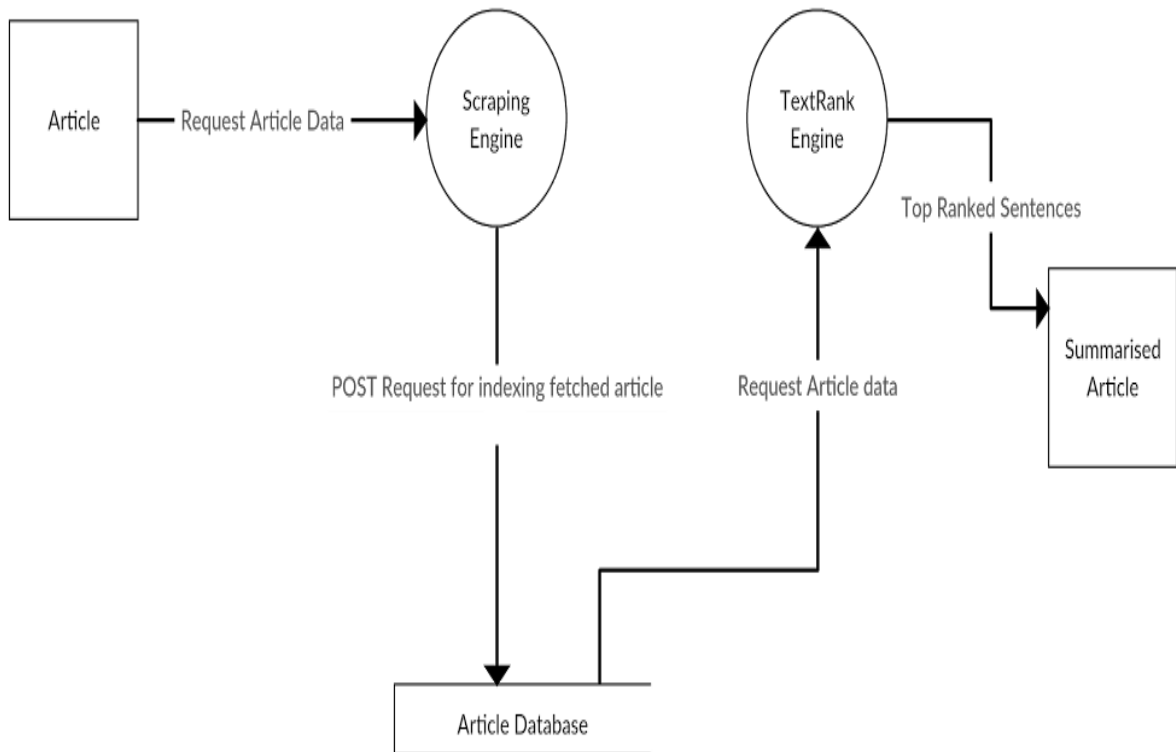 Article
Request Article Data
Scraping
Engine
TextRank
Engine
Top Ranked Sentences
Summarised
Article
POST Request for indexing fetched article
Request Article data
Article Database